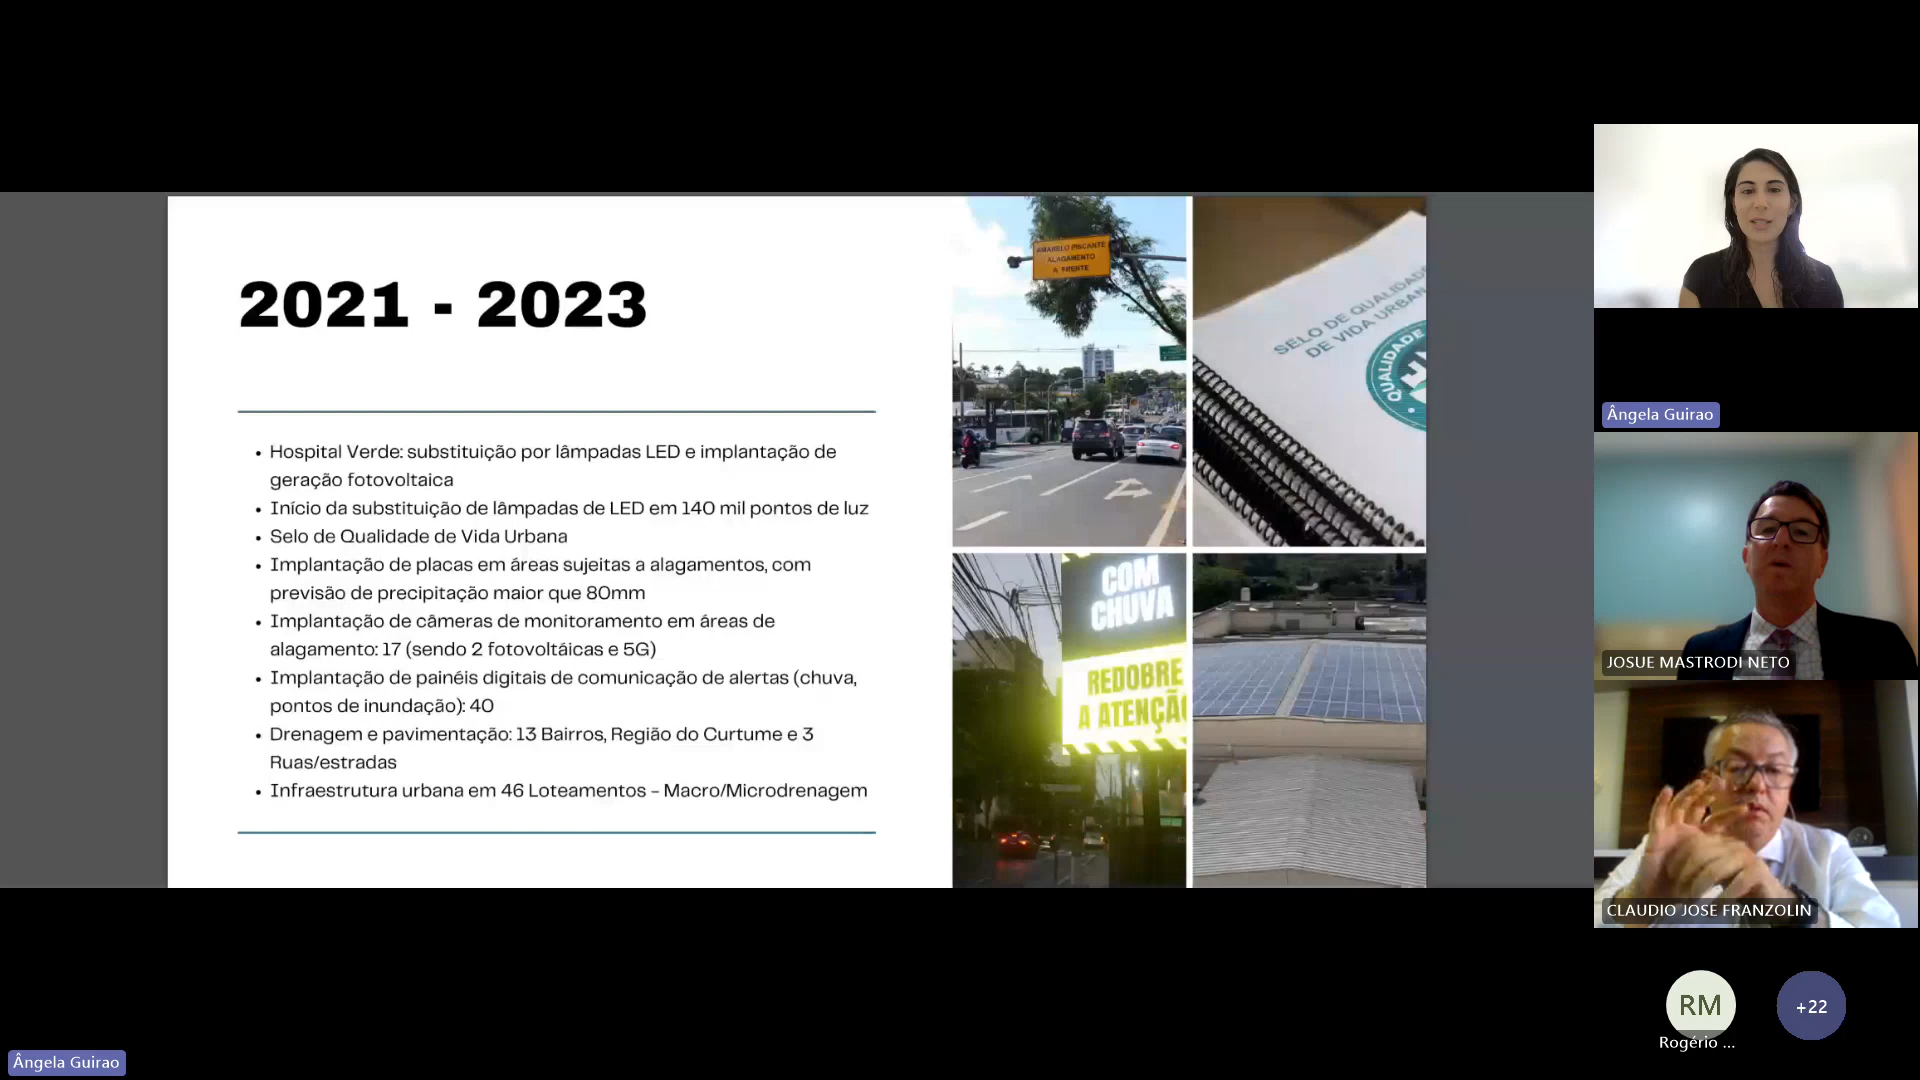 2021 - 2023
• Hospital Verde: substituição por lâmpadas LED e implantação de
geração fotovoltaica
• Início da substituição de lâmpadas de LED em 140 mil pontos de luz
• Selo de Qualidade de Vida Urbana
• Implantação de placas em áreas sujeitas a alagamentos, com
previsão de precipitação maior que 80mm
• Implantação de câmeras de monitoramento em áreas de
alagamento: 17 (sendo 2 fotovoltáicas e 5G)
• Implantação de painéis digitais de comunicação de alertas (chuva,
pontos de inundação): 40
• Drenagem e pavimentação: 13 Bairros, Região do Curtume e 3
Ruas/estradas
• Infraestrutura urbana em 46 Loteamentos – Macro/Microdrenagem
AMARELO PISCANTE
ALAGAMENTO
A FRENTE
SELO DE QUALIDADE
DE VIDA URBAN
QUALIDADE
COM
CHUVA
REDOBRE
A ATENÇÃO
Ângela Guirao
JOSUE MASTRODI NETO
CLAUDIO JOSE FRANZOLIN
RM
+22
Rogério ...
Ângela Guirao